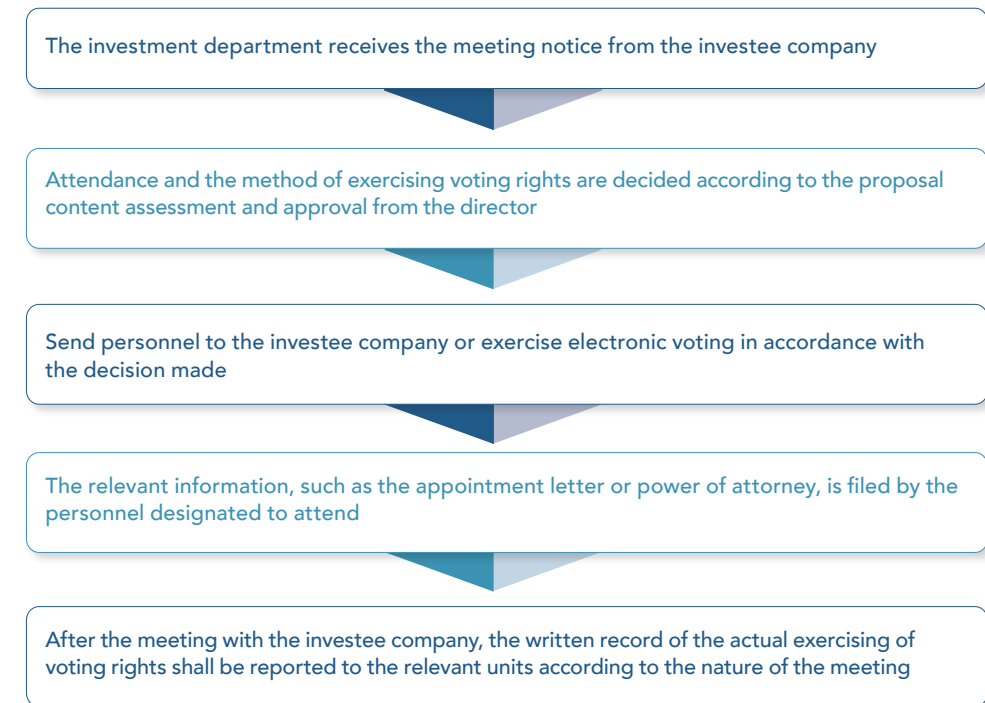 The investment department receives the meeting notice from the investee company
Attendance and the method of exercising voting rights are decided according to the proposal
content assessment and approval from the director
Send personnel to the investee company or exercise electronic voting in accordance with
the decision made
The relevant information, such as the appointment letter or power of attorney, is filed by the
personnel designated to attend
After the meeting with the investee company, the written record of the actual exercising of
voting rights shall be reported to the relevant units according to the nature of the meeting